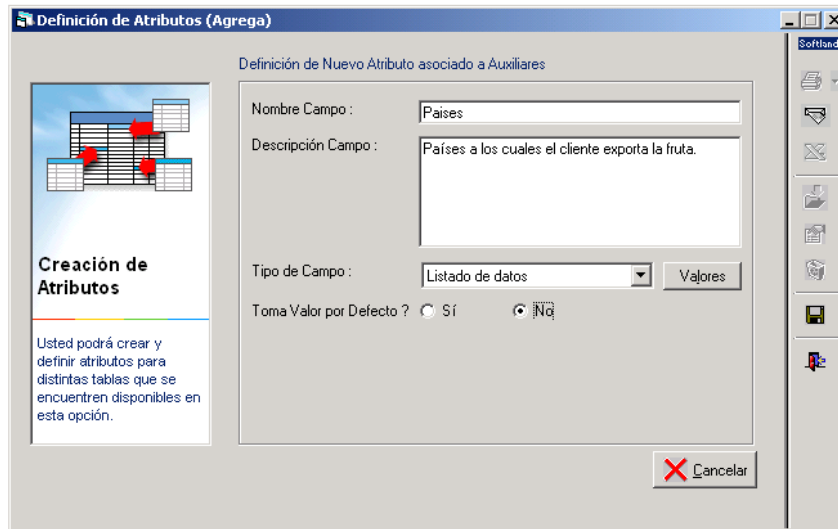 Definición de Atributos (Agrega)
Softland
Definición de Nuevo Atributo asociado a Auxiliares
Nombre Campo :
Paises
Descripción Campo :
Países a los cuales el cliente exporta la fruta.
Creación de
Atributos
Tipo de Campo :
Listado de datos
Valores
Toma Valor por Defecto ?
Sí
No
Usted podrá crear y
definir atributos para
distintas tablas que se
encuentren disponibles en
esta opción.
Cancelar